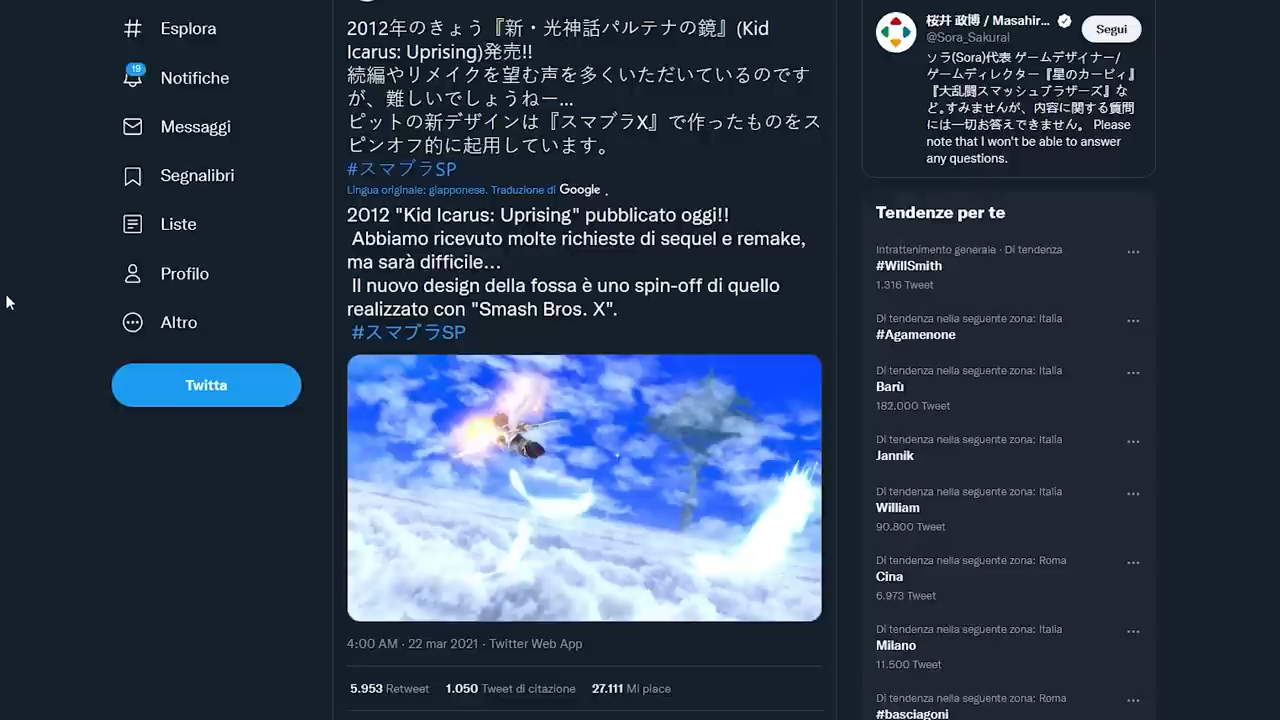 Esplora
19
Notifiche
Messaggi
Segnalibri
Liste
Profilo
Altro
Twitta
2012年のきょう『新・光神話パルテナの鏡』(Kid
Icarus: Uprising)発売!!
続編やリメイクを望む声を多くいただいているのです
が、難しいでしょうねー...
ピットの新デザインは『スマブラX』で作ったものをス
ピンオフ的に起用しています。
#スマブラSP
Lingua originale: giapponese. Traduzione di Google .
2012 "Kid Icarus: Uprising" pubblicato oggi!!
Abbiamo ricevuto molte richieste di sequel e remake,
ma sarà difficile...
Il nuovo design della fossa è uno spin-off di quello
realizzato con "Smash Bros. X".
#スマブラSP
4:00 AM · 22 mar 2021 · Twitter Web App
5.953 Retweet 1.050 Tweet di citazione 27.111 Mi piace
桜井 政博 / Masahir...
@Sora_Sakurai
Segui
ソラ(Sora)代表 ゲームデザイナー/
ゲームディレクター『星のカービィ』
『大乱闘スマッシュブラザーズ』な
ど｡すみませんが、内容に関する質問
には一切お答えできません。 Please
note that I won't be able to answer
any questions.
Tendenze per te
Intrattenimento generale · Di tendenza
#WillSmith
1.316 Tweet
Di tendenza nella seguente zona: Italia
#Agamenone
Di tendenza nella seguente zona: Italia
Barù
182.000 Tweet
Di tendenza nella seguente zona: Italia
Jannik
Di tendenza nella seguente zona: Italia
William
90.800 Tweet
Di tendenza nella seguente zona: Roma
Cina
6.973 Tweet
Di tendenza nella seguente zona: Italia
Milano
11.500 Tweet
Di tendenza nella seguente zona: Roma
#basciagoni